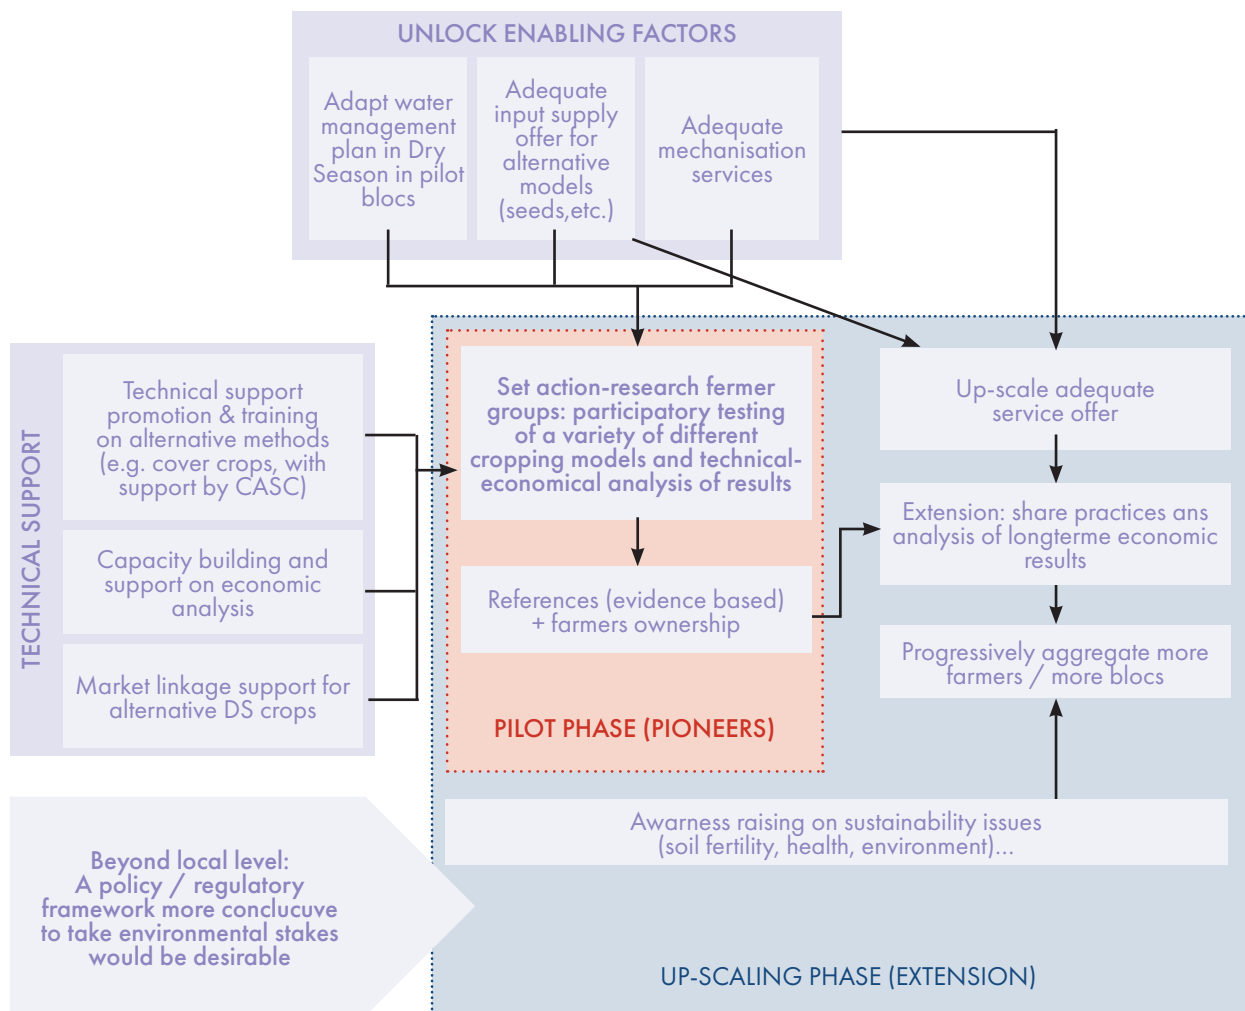 UNLOCK ENABLING FACTORS
Adapt water
management
plan in Dry
Season in pilot
blocs
Adequate
input supply
offer for
alternative
models
(seeds,etc.)
Adequate
mechanisation
services
TECHNICAL SUPPORT
Technical support
promotion & training
on alternative methods
(e.g. cover crops, with
support by CASC)
Capacity building and
support on economic
analysis
Market linkage support for
alternative DS crops
Set action-research fermer
groups: participatory testing
of a variety of different
cropping models and technical-
economical analysis of results
References (evidence based)
+ farmers ownership
PILOT PHASE (PIONEERS)
Up-scale adequate
service offer
Extension: share practices ans
analysis of longterme economic
results
Progressively aggregate more
farmers / more blocs
Awarness raising on sustainability issues
(soil fertility, health, environment)...
Beyond local level:
A policy / regulatory
framework more conclucuve
to take environmental stakes
would be desirable
UP-SCALING PHASE (EXTENSION)